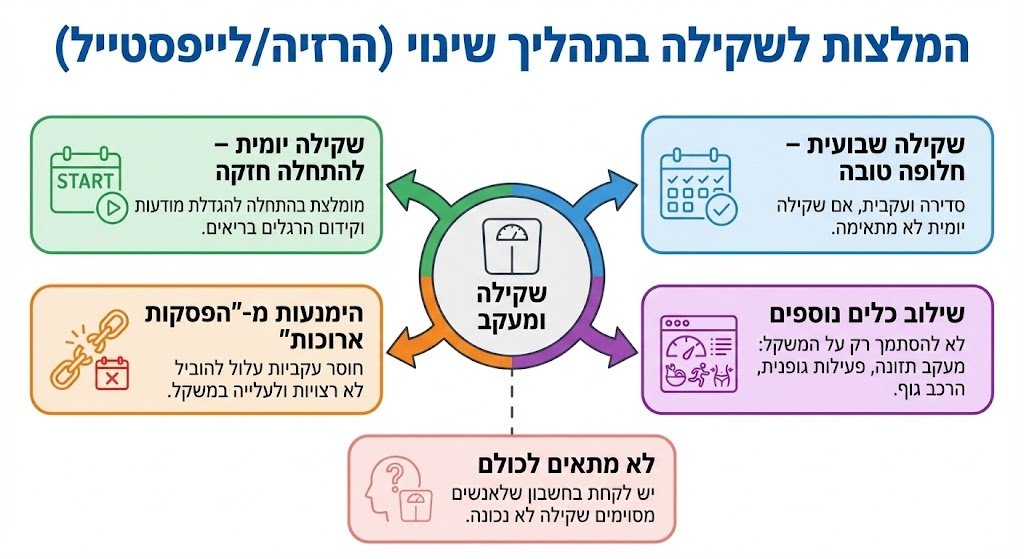 המלצות לשקילה בתהליך שינוי (הרזיה/לייפסטייל)
שקילה שבועית –
חלופה טובה
סדירה ועקבית, אם שקילה
יומית לא מתאימה.
שקילה יומית –
להתחלה חזקה
מומלצת בהתחלה להגדלת מודעות
וקידום הרגלים בריאים.
START
שקילה
ומעקב
שילוב כלים נוספים
לא להסתמך רק על המשקל:
מעקב תזונה, פעילות גופנית,
הרכב גוף.
הימנעות מ-"הפסקות
ארוכות"
חוסר עקביות עלול להוביל
לא רצויות ולעלייה במשקל.
לא מתאים לכולם
יש לקחת בחשבון שלאנשים
מסוימים שקילה לא נכונה.